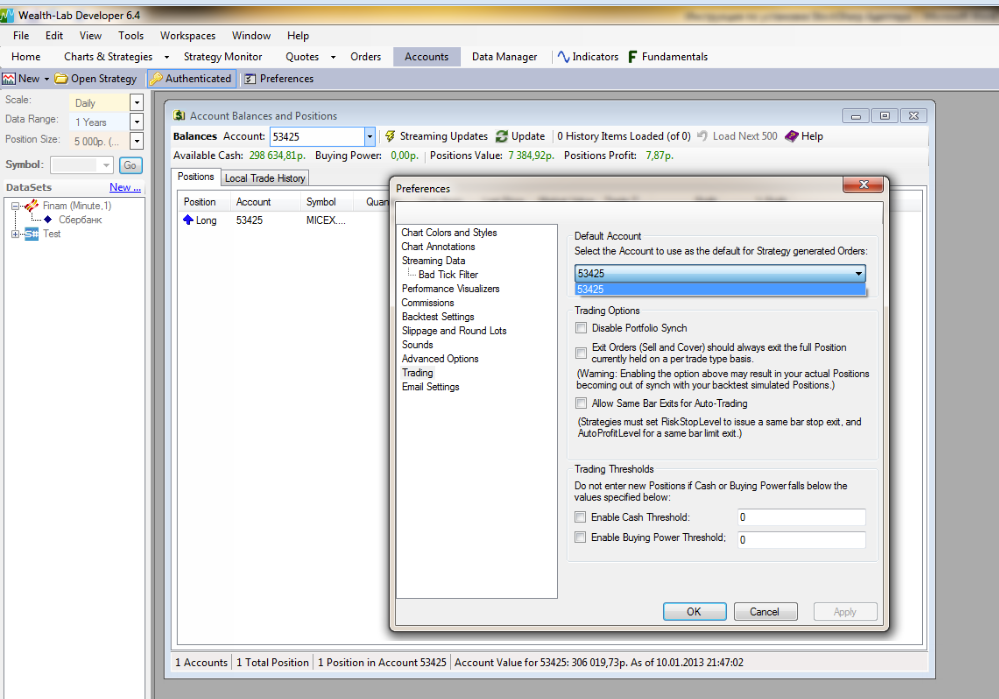 Wealth-Lab Developer 6.4
File Edit View Tools Workspaces Window Help
Home Charts & Strategies Strategy Monitor Quotes Orders Accounts Data Manager Indicators Fundamentals
New Open Strategy Authenticated Preferences
Scale: Daily
Data Range: 1 Years
Position Size: 5 000р. (...
Symbol: Go
DataSets New ...
Finam (Minute,1)
Сбербанк
Test
Account Balances and Positions
Balances Account: 53425 Streaming Updates Update 0 History Items Loaded (of 0) Load Next 500 Help
Available Cash: 298 634,81р. Buying Power: 0,00р. Positions Value: 7 384,92р. Positions Profit: 7,87р.
Positions Local Trade History
Position Account Symbol Quan
Long 53425 MICEX....
Preferences
Chart Colors and Styles
Chart Annotations
Streaming Data
Bad Tick Filter
Performance Visualizers
Commissions
Backtest Settings
Slippage and Round Lots
Sounds
Advanced Options
Trading
Email Settings
Default Account
Select the Account to use as the default for Strategy generated Orders:
53425
53425
Trading Options
Disable Portfolio Synch
Exit Orders (Sell and Cover) should always exit the full Position
currently held on a per trade type basis.
(Warning: Enabling the option above may result in your actual Positions
becoming out of synch with your backtest simulated Positions.)
Allow Same Bar Exits for Auto-Trading
(Strategies must set RiskStopLevel to issue a same bar stop exit, and
AutoProfitLevel for a same bar limit exit.)
Trading Thresholds
Do not enter new Positions if Cash or Buying Power falls below the
values specified below:
Enable Cash Threshold: 0
Enable Buying Power Threshold; 0
OK Cancel Apply
1 Accounts 1 Total Position 1 Position in Account 53425 Account Value for 53425: 306 019,73р. As of 10.01.2013 21:47:02